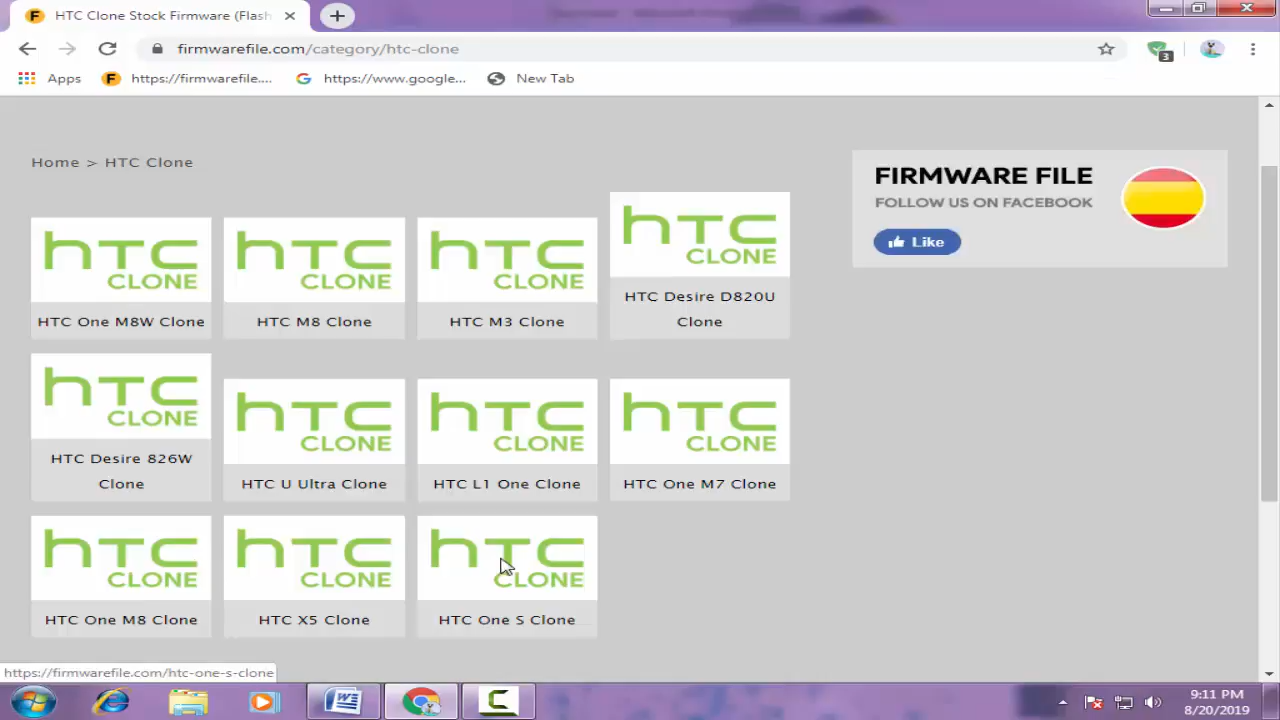 HTC Clone Stock Firmware (Flash
firmwarefile.com/category/htc-clone
3
Apps
https://firmwarefile....
https://www.google...
New Tab
Home > HTC Clone
FIRMWARE FILE
FOLLOW US ON FACEBOOK
Like
hTC CLONE
HTC One M8W Clone
hTC CLONE
HTC M8 Clone
hTC CLONE
HTC M3 Clone
hTC CLONE
HTC Desire D820U
Clone
hTC CLONE
HTC Desire 826W
Clone
hTC CLONE
HTC U Ultra Clone
hTC CLONE
HTC L1 One Clone
hTC CLONE
HTC One M7 Clone
hTC CLONE
HTC One M8 Clone
hTC CLONE
HTC X5 Clone
hTC CLONE
HTC One S Clone
https://firmwarefile.com/htc-one-s-clone
9:11 PM
8/20/2019